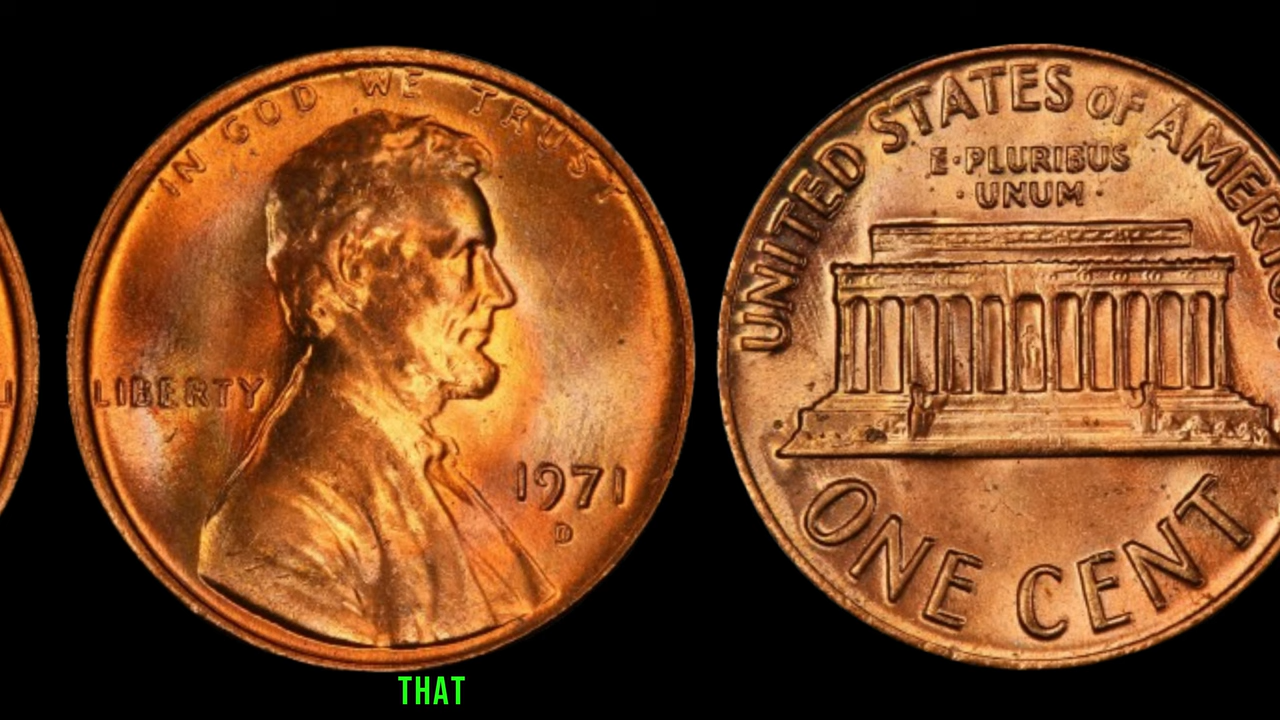 IN GOD WE TRUST
LIBERTY
1971
D
UNITED STATES OF AMERICA
E·PLURIBUS
·UNUM·
ONE CENT
THAT